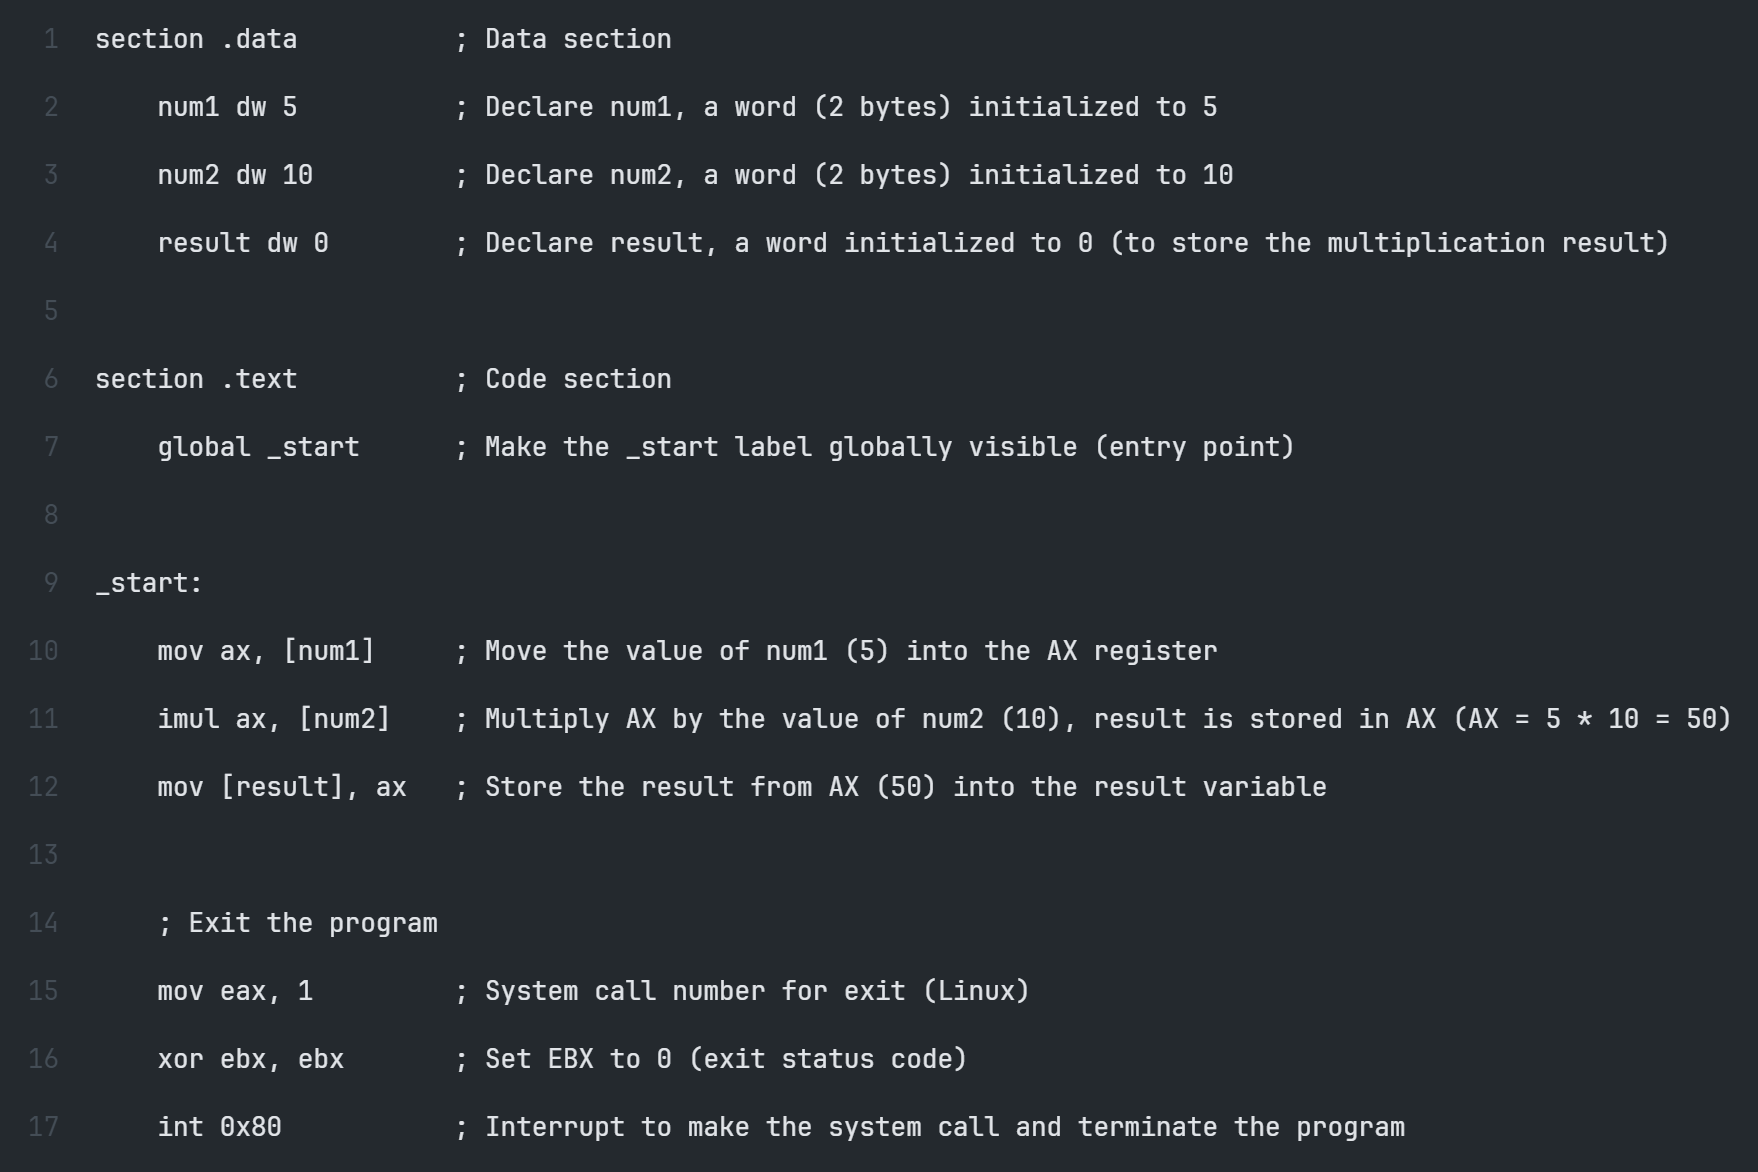 1 section .data          ; Data section
2     num1 dw 5          ; Declare num1, a word (2 bytes) initialized to 5
3     num2 dw 10         ; Declare num2, a word (2 bytes) initialized to 10
4     result dw 0        ; Declare result, a word initialized to 0 (to store the multiplication result)
5
6 section .text          ; Code section
7     global _start      ; Make the _start label globally visible (entry point)
8
9 _start:
10     mov ax, [num1]     ; Move the value of num1 (5) into the AX register
11     imul ax, [num2]    ; Multiply AX by the value of num2 (10), result is stored in AX (AX = 5 * 10 = 50)
12     mov [result], ax   ; Store the result from AX (50) into the result variable
13
14     ; Exit the program
15     mov eax, 1         ; System call number for exit (Linux)
16     xor ebx, ebx       ; Set EBX to 0 (exit status code)
17     int 0x80           ; Interrupt to make the system call and terminate the program